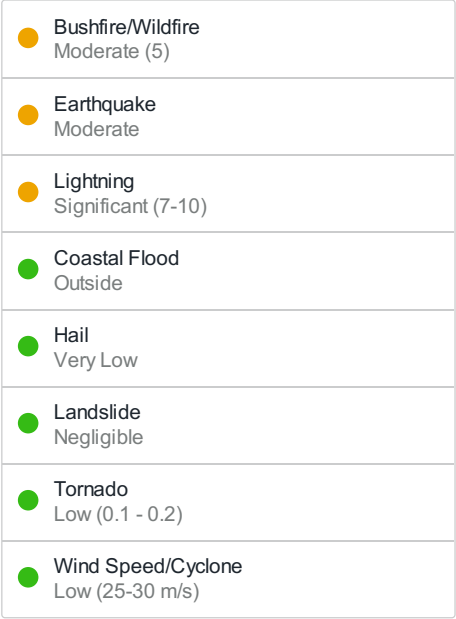 Bushfire/Wildfire
Moderate (5)
Earthquake
Moderate
Lightning
Significant (7-10)
Coastal Flood
Outside
Hail
Very Low
Landslide
Negligible
Tornado
Low (0.1 - 0.2)
Wind Speed/Cyclone
Low (25-30 m/s)